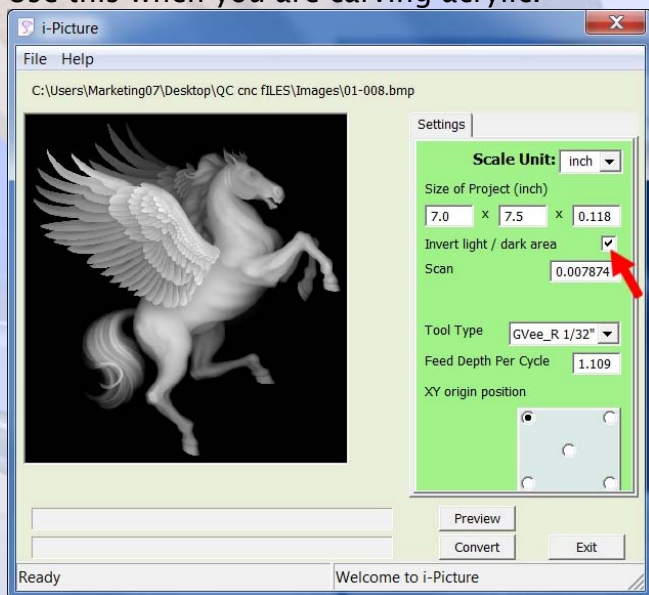 Use this when you are carving acrylic.
i-Picture
X
File Help
C:\Users\Marketing07\Desktop\QC cnc fILES\Images\01-008.bmp
Settings
Scale Unit: inch
Size of Project (inch)
7.0 x 7.5 x 0.118
Invert light / dark area
Scan 0.007874
Tool Type GVee_R 1/32"
Feed Depth Per Cycle 1.109
XY origin position
Preview
Convert Exit
Ready Welcome to i-Picture